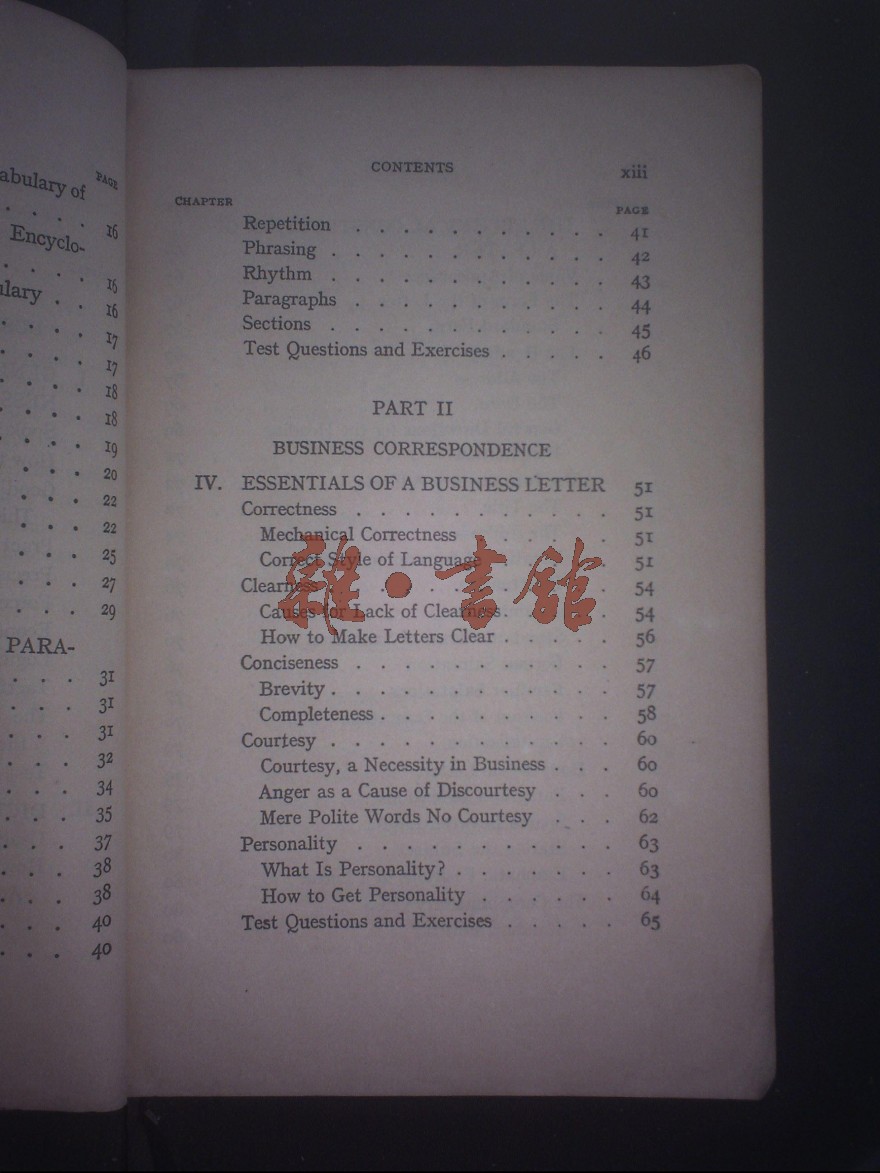 abulary of
PAGE
. . . . 16
Encyclo-
. . . . 16
lary . . 16
. . . . 17
. . . . 17
. . . . 18
. . . . 18
. . . . 19
. . . . 20
. . . . 22
. . . . 22
. . . . 25
. . . . 27
. . . . 29
PARA-
. . . 31
. . . 31
. . . 31
. . . 32
. . . 34
. . . 35
. . . 37
. . . 38
. . . 38
. . . 40
. . . 40
CONTENTS xiii
CHAPTER PAGE
Repetition . . . . . . . . . . . 41
Phrasing . . . . . . . . . . . . 42
Rhythm . . . . . . . . . . . . 43
Paragraphs . . . . . . . . . . . 44
Sections . . . . . . . . . . . . 45
Test Questions and Exercises . . . . . 46
PART II
BUSINESS CORRESPONDENCE
IV. ESSENTIALS OF A BUSINESS LETTER 51
Correctness . . . . . . . . . . . 51
Mechanical Correctness . . . . . . 51
Correct Style of Language . . . . . 51
Clearness . . . . . . . . . . . . 54
Causes for Lack of Clearness . . . . . 54
How to Make Letters Clear . . . . . 56
Conciseness . . . . . . . . . . . 57
Brevity . . . . . . . . . . . . 57
Completeness . . . . . . . . . . 58
Courtesy . . . . . . . . . . . . 60
Courtesy, a Necessity in Business . . . 60
Anger as a Cause of Discourtesy . . . 60
Mere Polite Words No Courtesy . . . 62
Personality . . . . . . . . . . . 63
What Is Personality? . . . . . . . 63
How to Get Personality . . . . . . 64
Test Questions and Exercises . . . . . 65
雜·書館